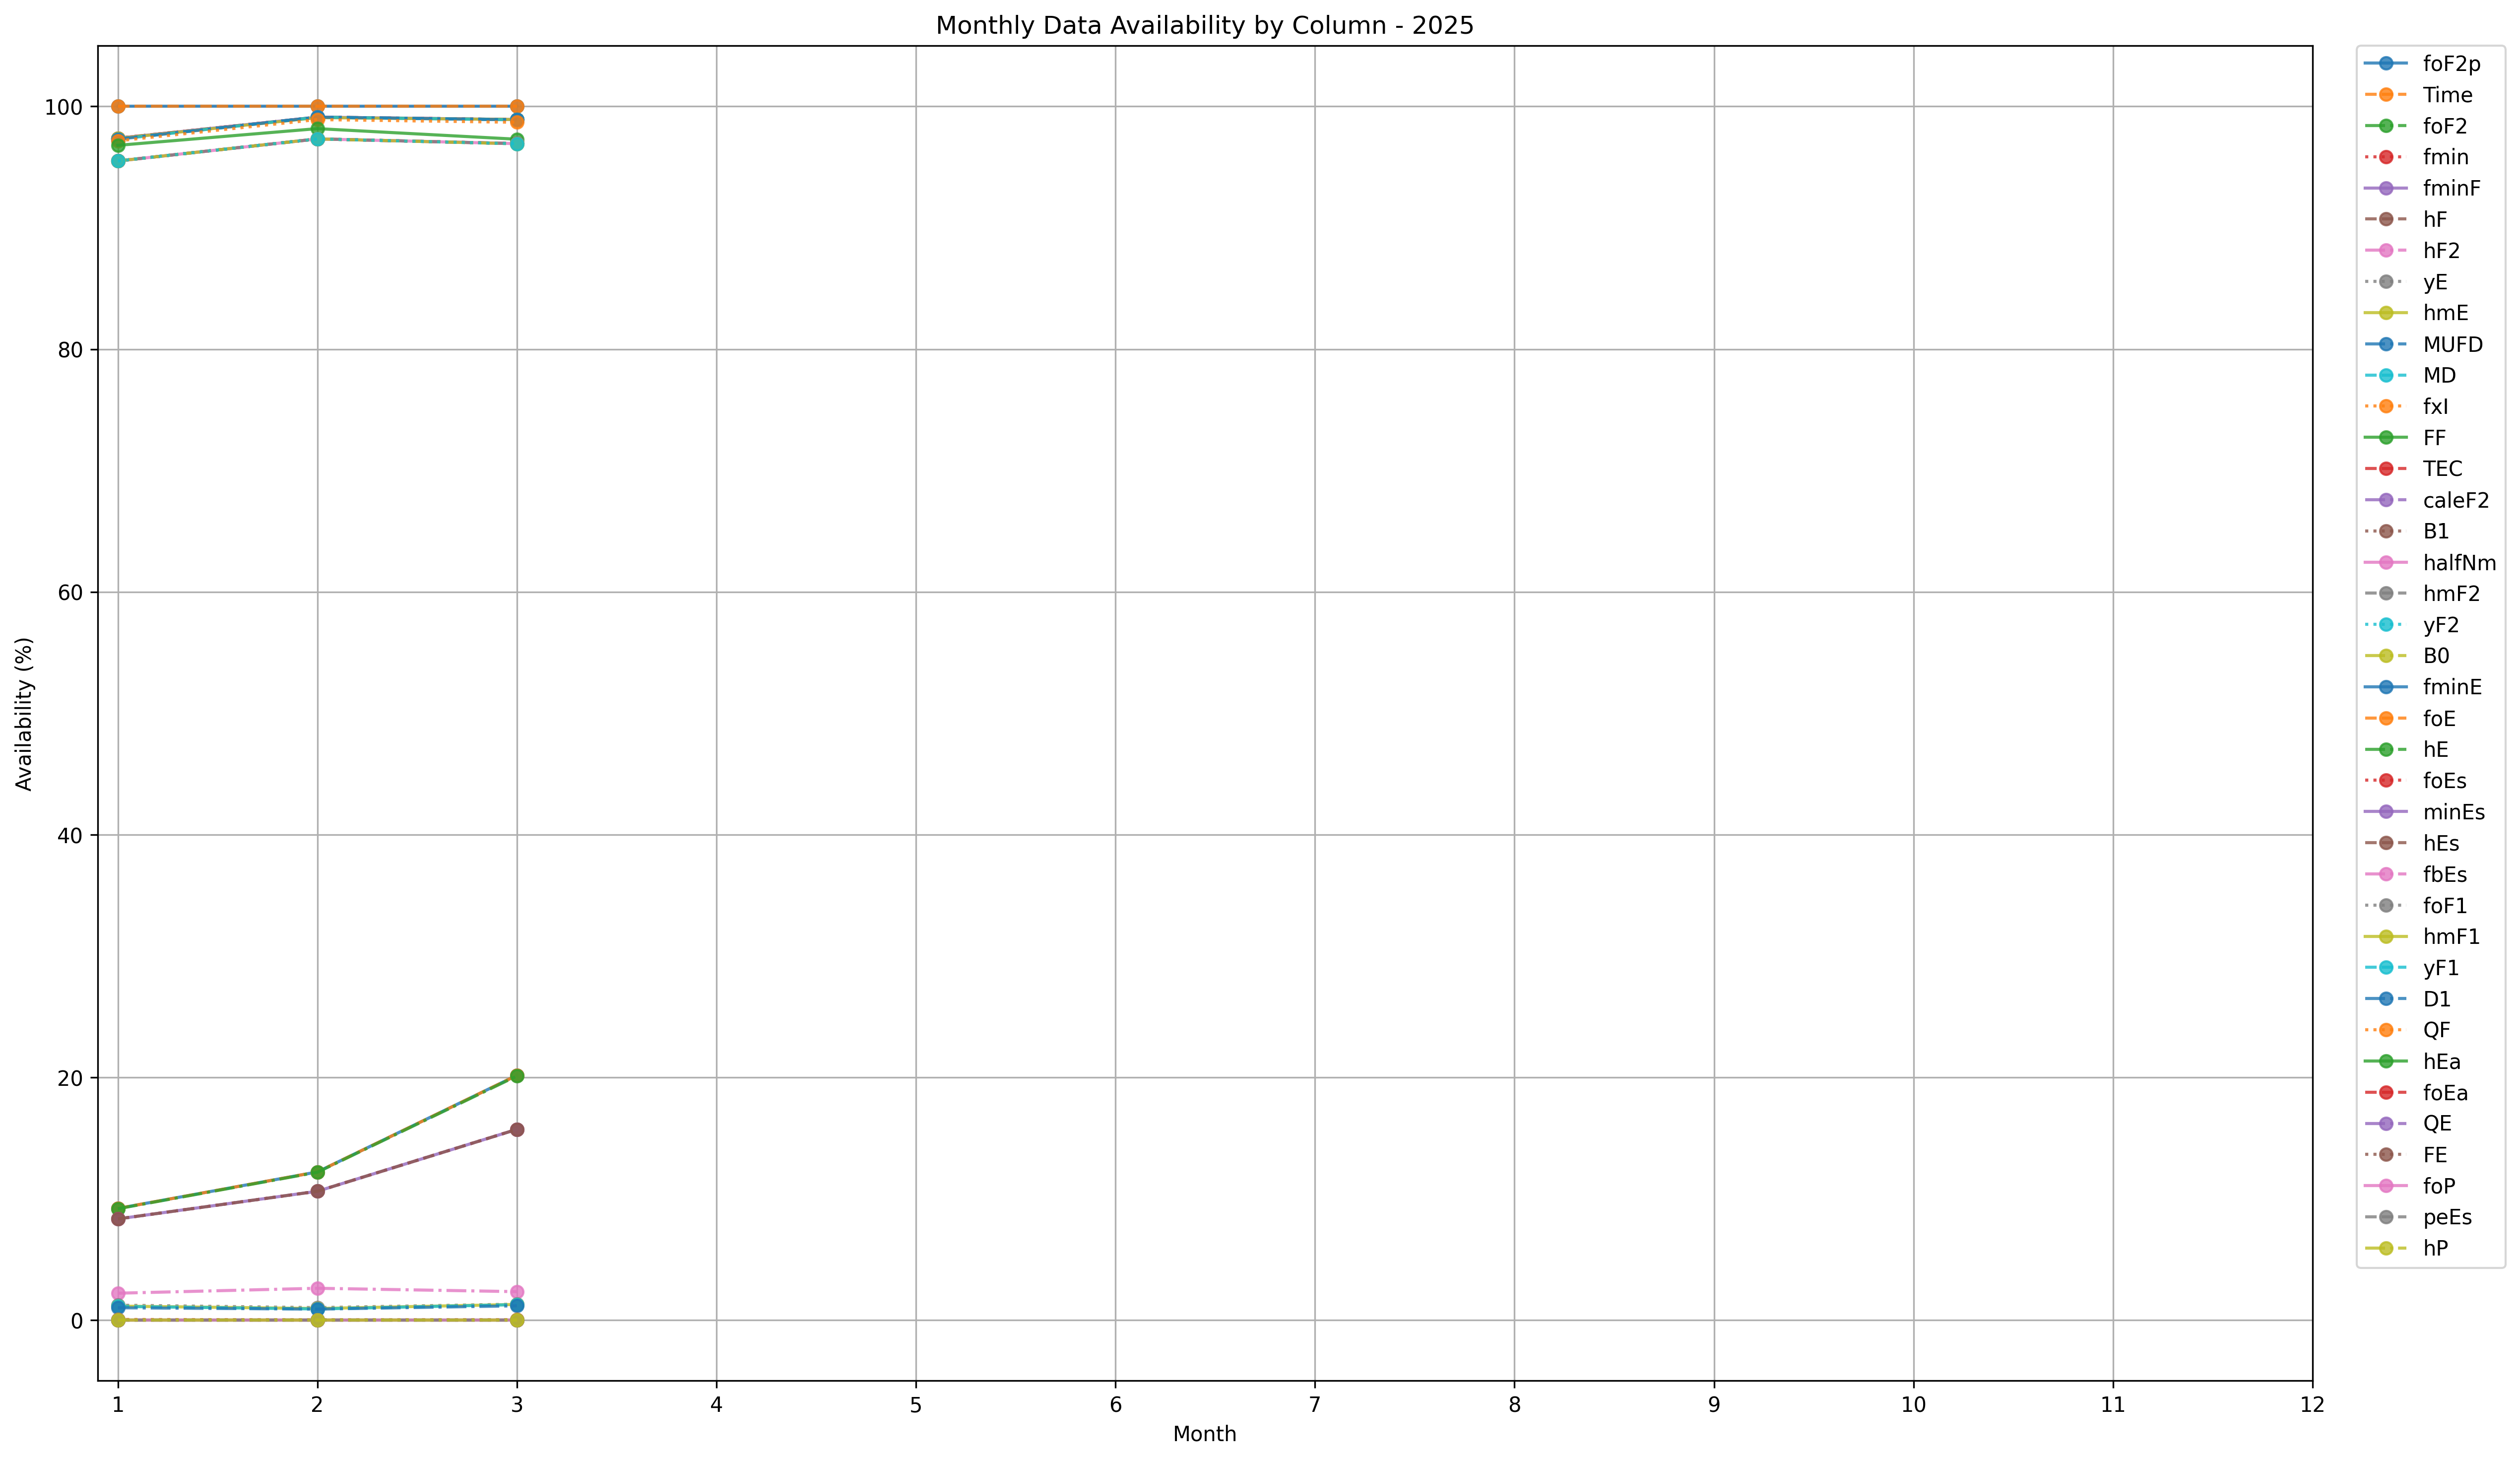 Monthly Data Availability by Column - 2025
100
80
60
40
20
0
Availability (%)
1 2 3 4 5 6 7 8 9 10 11 12
Month
foF2p
Time
foF2
fmin
fminF
hF
hF2
yE
hmE
MUFD
MD
fxI
FF
TEC
caleF2
B1
halfNm
hmF2
yF2
B0
fminE
foE
hE
foEs
minEs
hEs
fbEs
foF1
hmF1
yF1
D1
QF
hEa
foEa
QE
FE
foP
peEs
hP